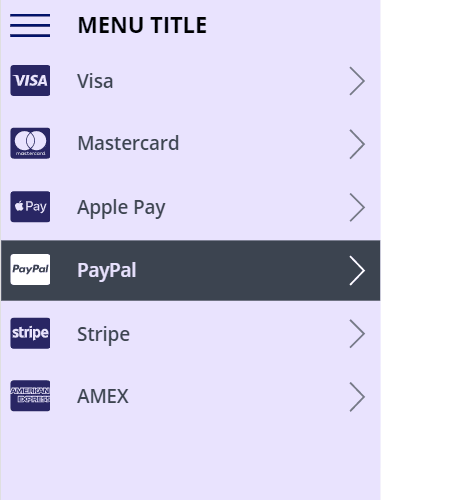 MENU TITLE
VISA Visa
mastercard Mastercard
Pay Apple Pay
PayPal PayPal
stripe Stripe
AMERICAN EXPRESS AMEX